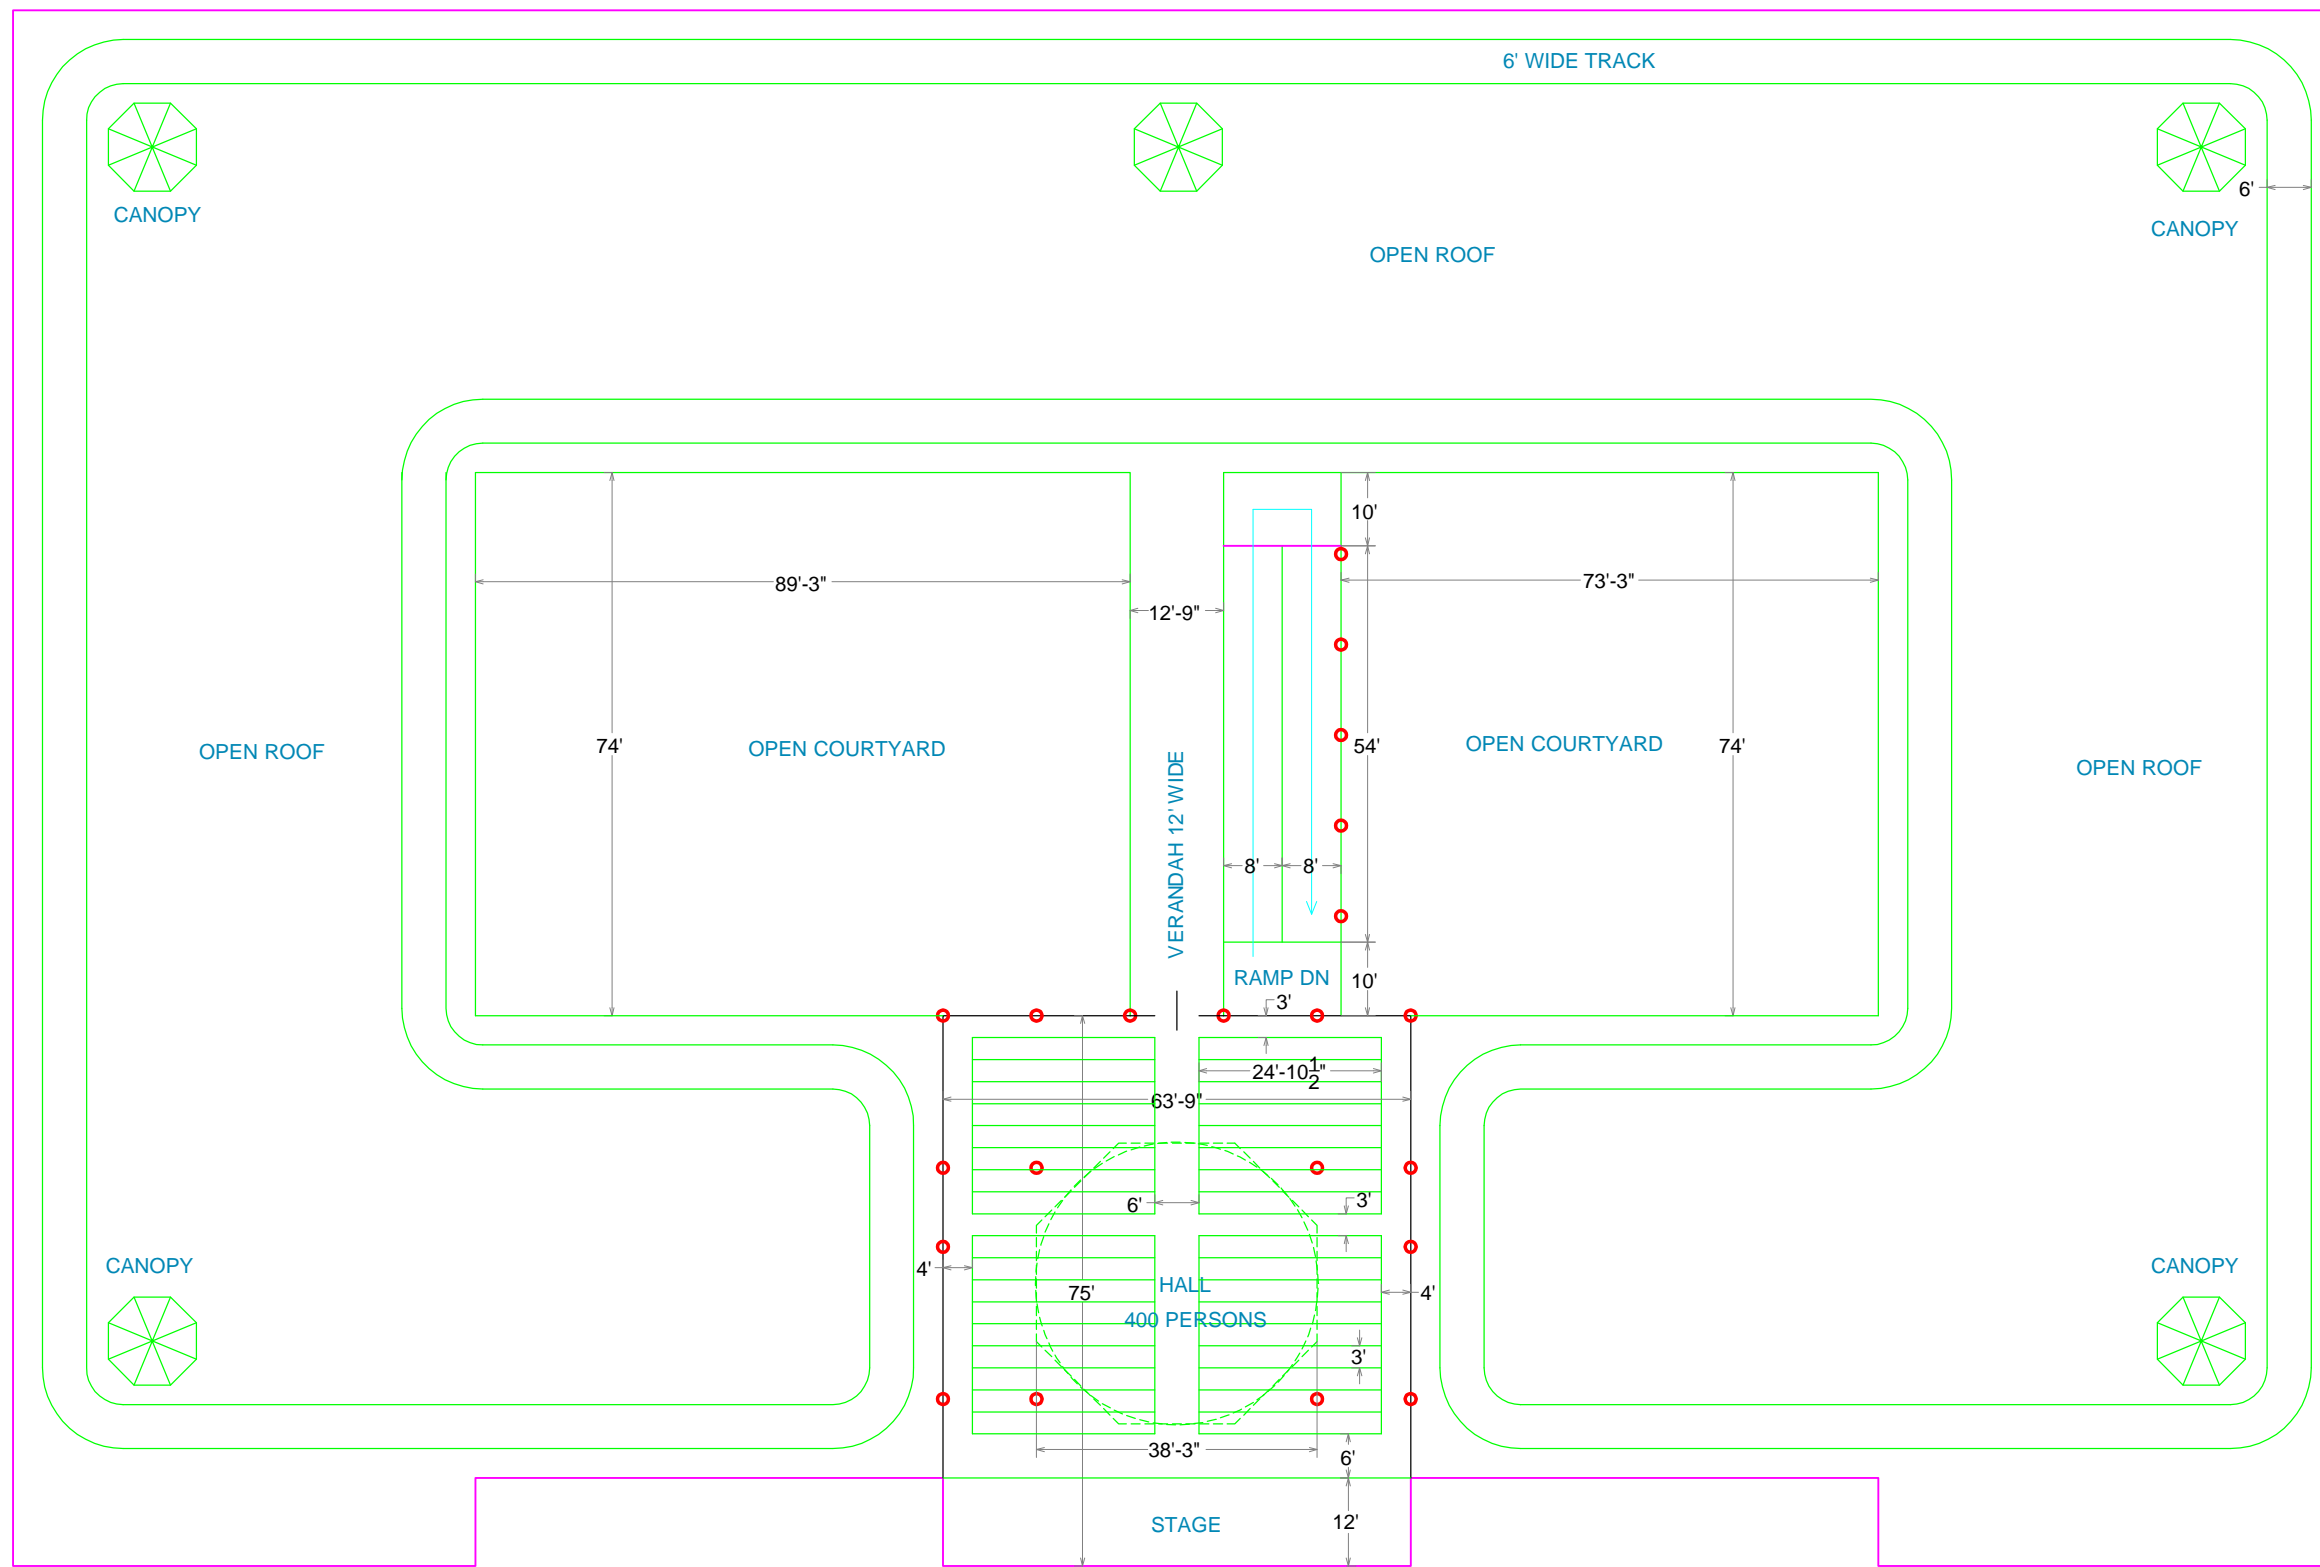 6' WIDE TRACK
6'
CANOPY
CANOPY
OPEN ROOF
10'
89'-3"
73'-3"
12'-9"
74'
OPEN COURTYARD
54'
OPEN COURTYARD
74'
OPEN ROOF
OPEN ROOF
VERANDAH 12' WIDE
8'
8'
RAMP DN
10'
3'
24'-10 1/2"
63'-9"
3'
6'
4'
CANOPY
CANOPY
HALL
75'
4'
400 PERSONS
3'
38'-3"
6'
STAGE
12'